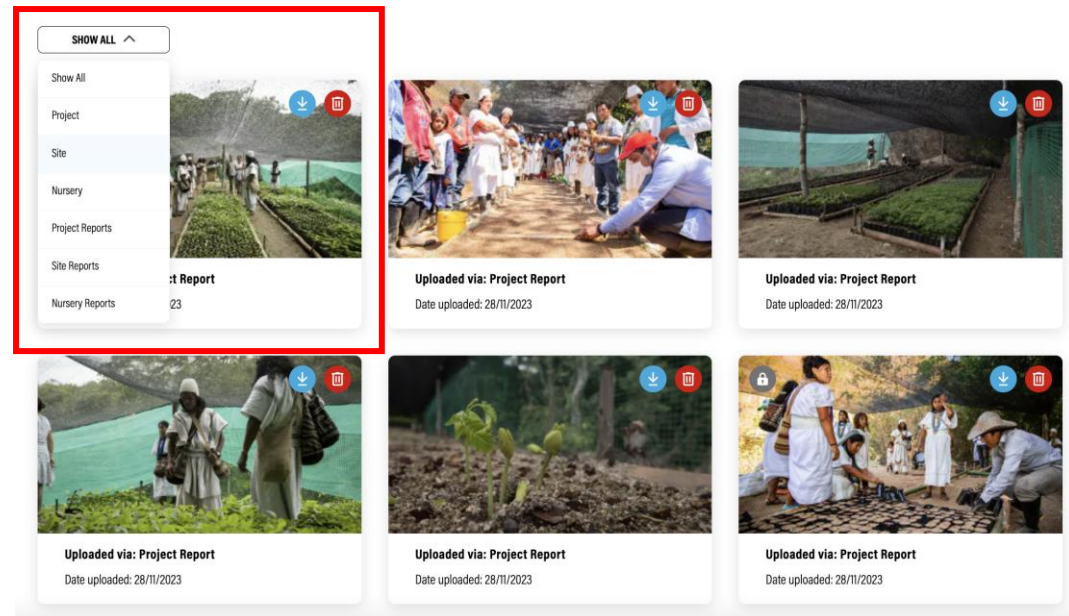 SHOW ALL
Show All
Project
Site
Nursery
Project Reports
Site Reports
Nursery Reports
ct Report
23
Uploaded via: Project Report
Date uploaded: 28/11/2023
Uploaded via: Project Report
Date uploaded: 28/11/2023
Uploaded via: Project Report
Date uploaded: 28/11/2023
Uploaded via: Project Report
Date uploaded: 28/11/2023
Uploaded via: Project Report
Date uploaded: 28/11/2023